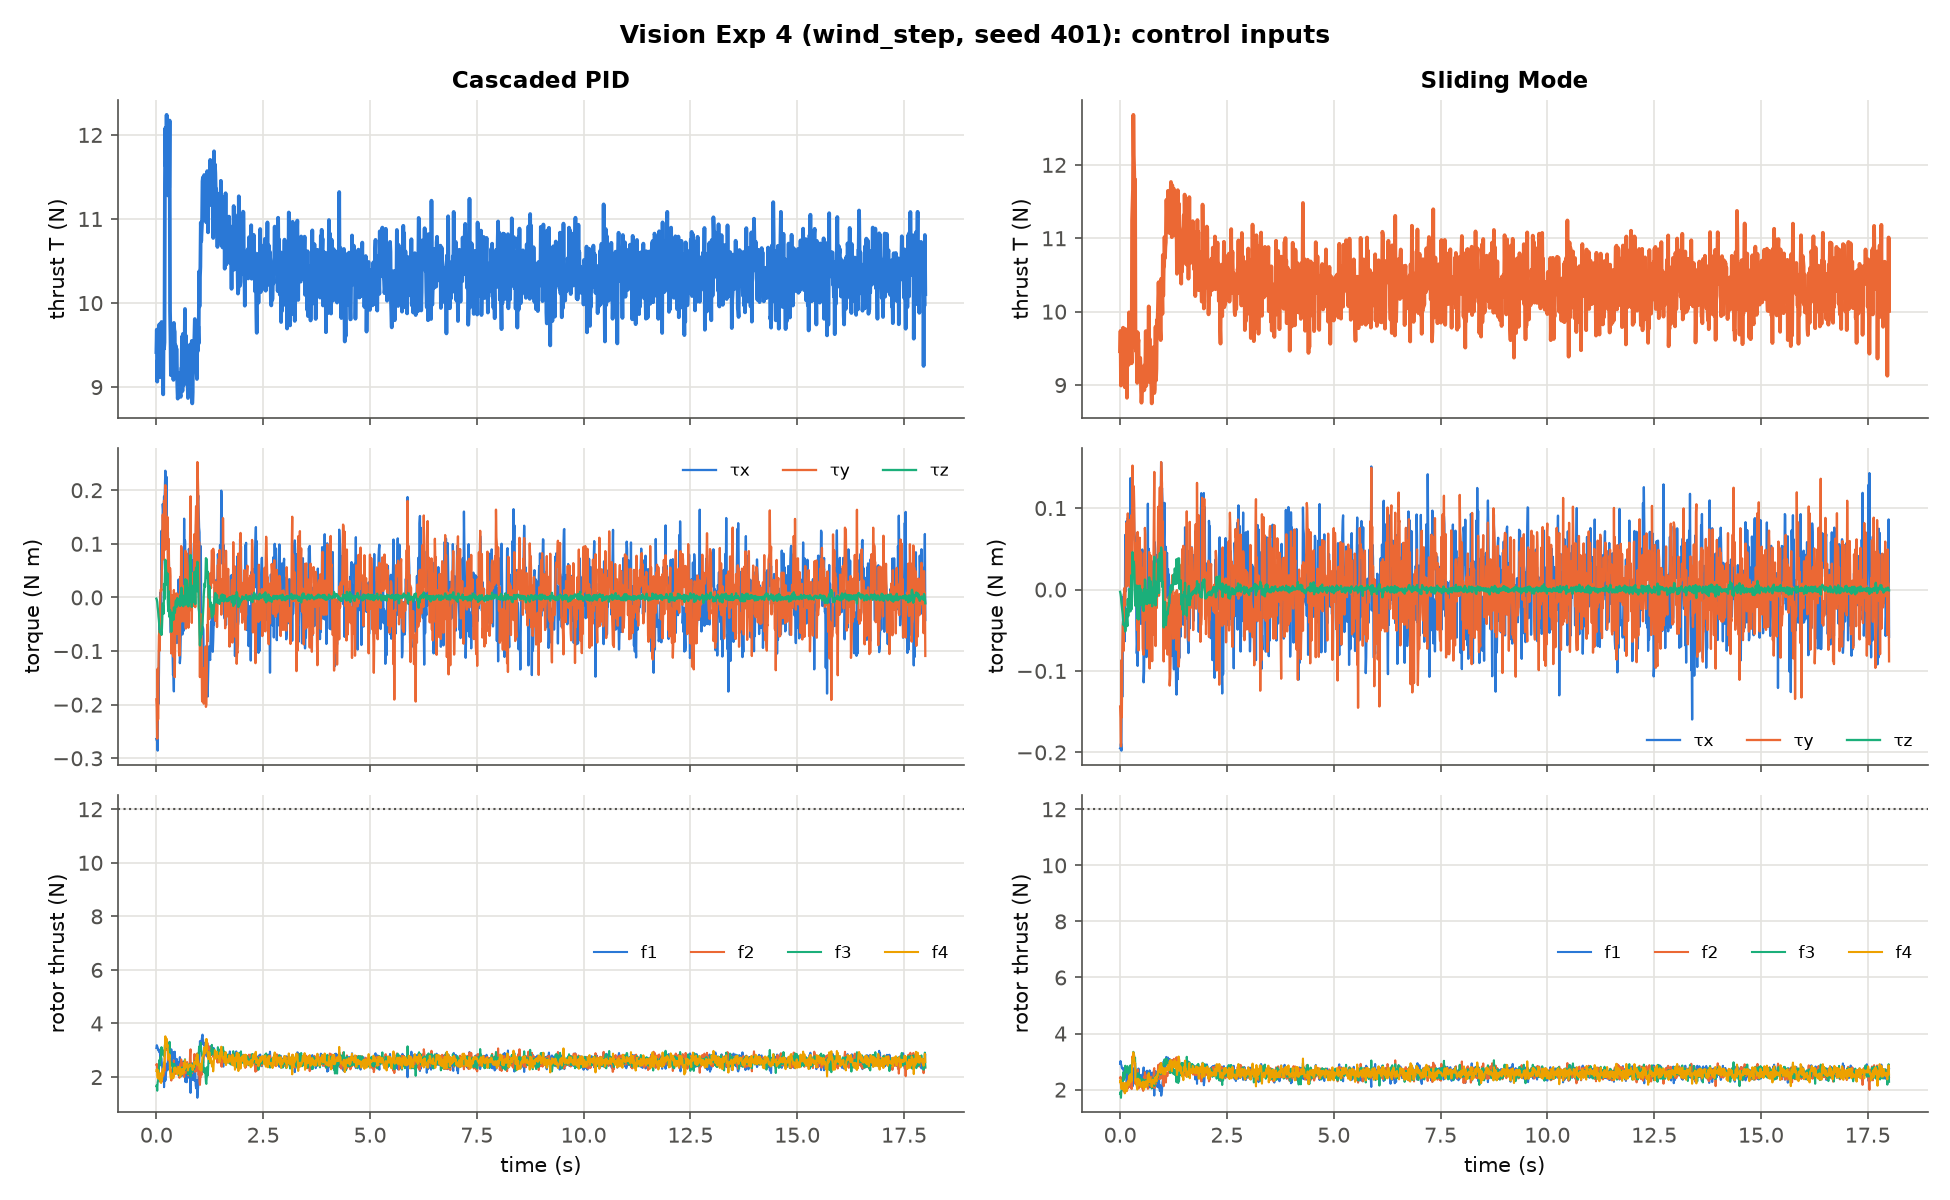 Vision Exp 4 (wind_step, seed 401): control inputs
Cascaded PID
thrust T (N)
12
11
10
9
torque (N m)
0.2
0.1
0.0
−0.1
−0.2
−0.3
τx τy τz
rotor thrust (N)
12
10
8
6
4
2
f1 f2 f3 f4
0.0 2.5 5.0 7.5 10.0 12.5 15.0 17.5
time (s)
Sliding Mode
thrust T (N)
12
11
10
9
torque (N m)
0.1
0.0
−0.1
−0.2
τx τy τz
rotor thrust (N)
12
10
8
6
4
2
f1 f2 f3 f4
0.0 2.5 5.0 7.5 10.0 12.5 15.0 17.5
time (s)